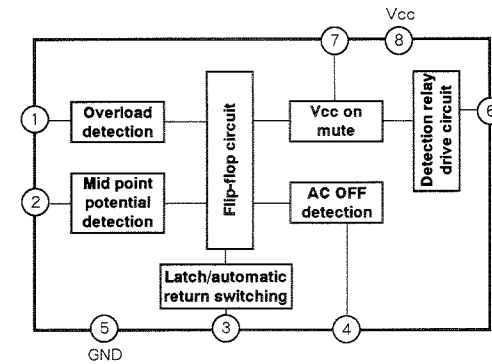 Vcc
7
8
1
Overload
detection
Flip-flop circuit
Vcc on
mute
Detection relay
drive circuit
6
2
Mid point
potential
detection
AC OFF
detection
Latch/automatic
return switching
5
3
4
GND